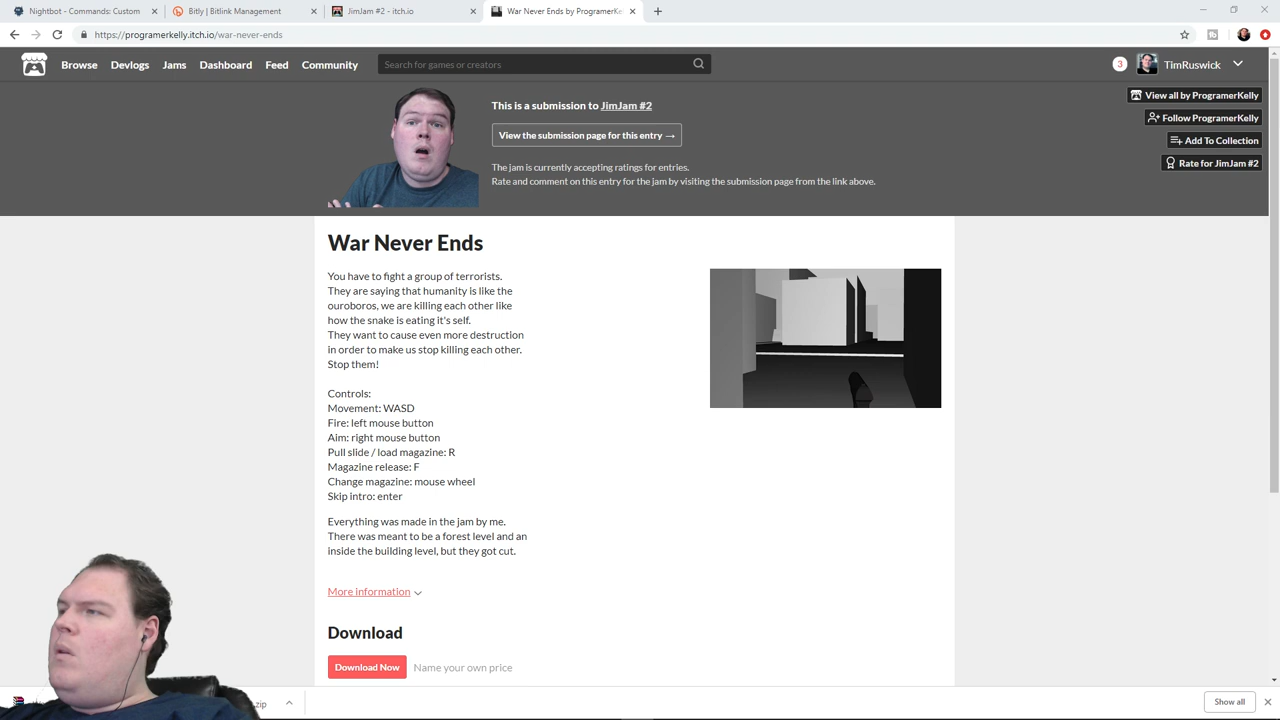 Nightbot - Commands: Custom
Bitly | Bitlink Management
JimJam #2 - itch.io
War Never Ends by ProgramerKe
https://programerkelly.itch.io/war-never-ends
Browse Devlogs Jams Dashboard Feed Community
Search for games or creators
3
TimRuswick
View all by ProgramerKelly
Follow ProgramerKelly
Add To Collection
Rate for JimJam #2
This is a submission to JimJam #2
View the submission page for this entry →
The jam is currently accepting ratings for entries.
Rate and comment on this entry for the jam by visiting the submission page from the link above.
War Never Ends
You have to fight a group of terrorists.
They are saying that humanity is like the
ouroboros, we are killing each other like
how the snake is eating it's self.
They want to cause even more destruction
in order to make us stop killing each other.
Stop them!
Controls:
Movement: WASD
Fire: left mouse button
Aim: right mouse button
Pull slide / load magazine: R
Magazine release: F
Change magazine: mouse wheel
Skip intro: enter
Everything was made in the jam by me.
There was meant to be a forest level and an
inside the building level, but they got cut.
More information
Download
Download Now Name your own price
.zip
Show all